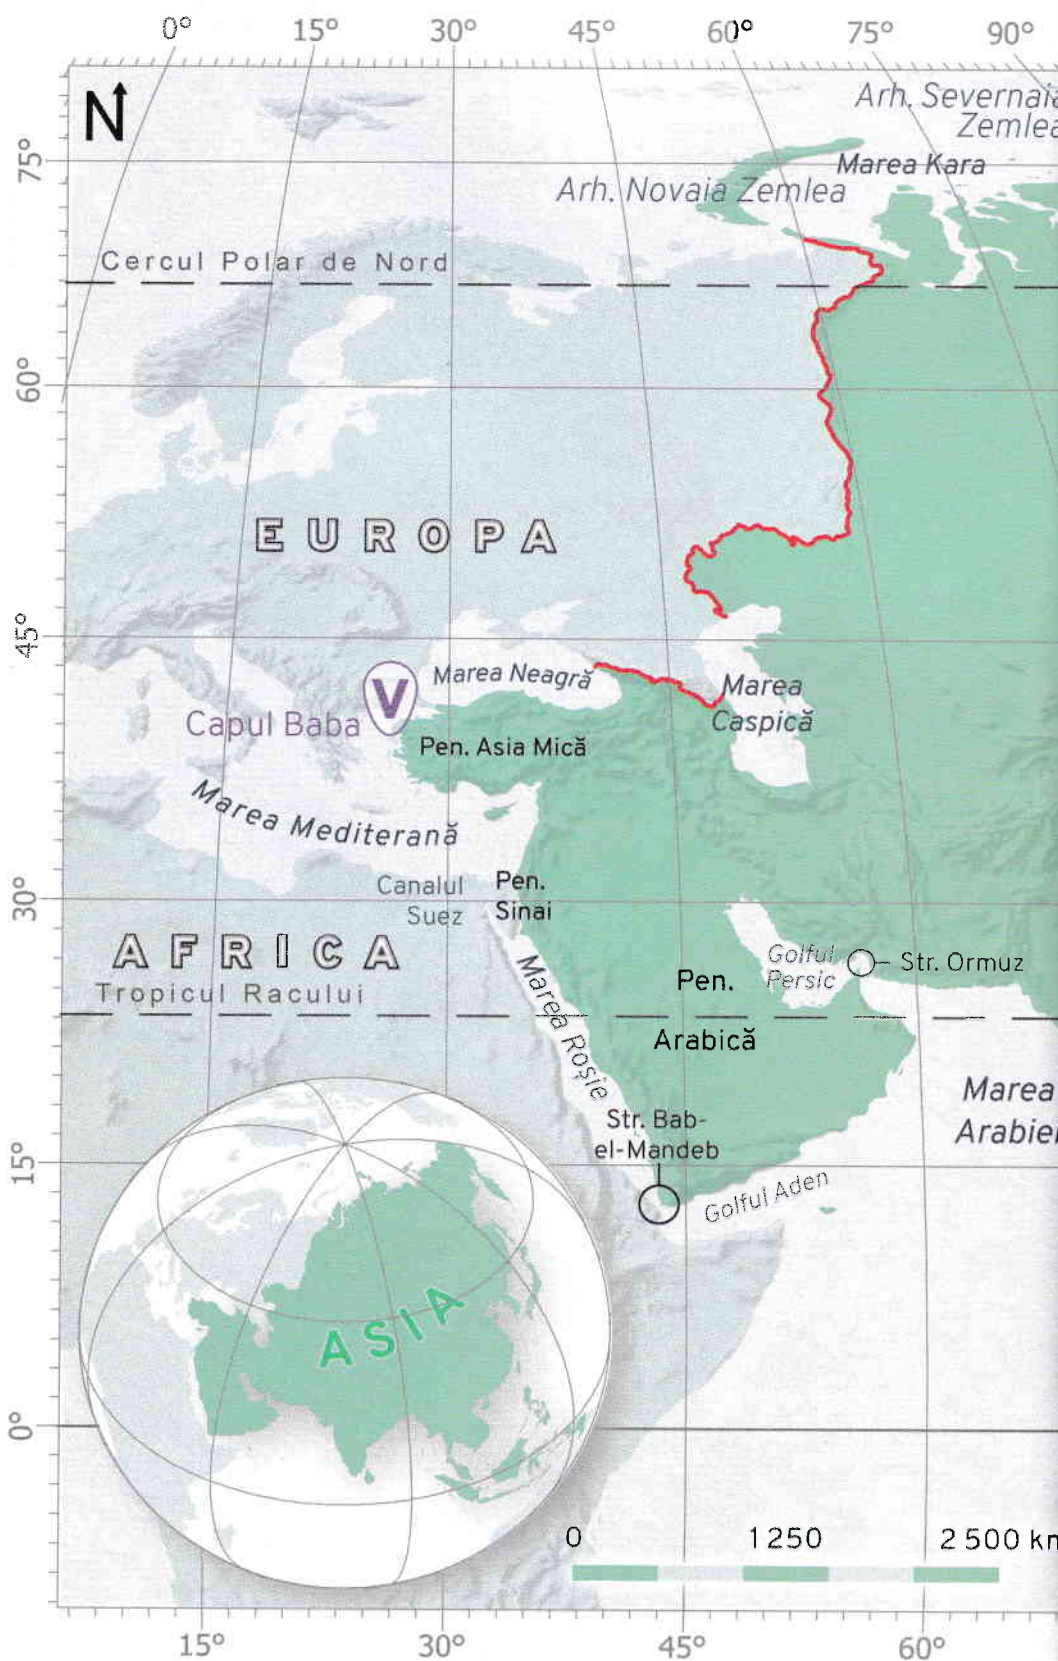 0° 15° 30° 45° 60° 75° 90°
N
Arh. Severnaia
Zemlea
75°
Marea Kara
Arh. Novaia Zemlea
Cercul Polar de Nord
60°
EUROPA
45°
Marea Neagră
V
Marea
Caspică
Capul Baba
Pen. Asia Mică
Marea Mediterană
Canalul
Suez
Pen.
Sinai
30°
AFRICA
Golful
Persic
Str. Ormuz
Pen.
Arabică
Tropicul Racului
Marea Roșie
Marea
Arabiei
Str. Bab-
el-Mandeb
15°
Golful Aden
ASIA
0°
0 1250 2 500 km
15° 30° 45° 60°